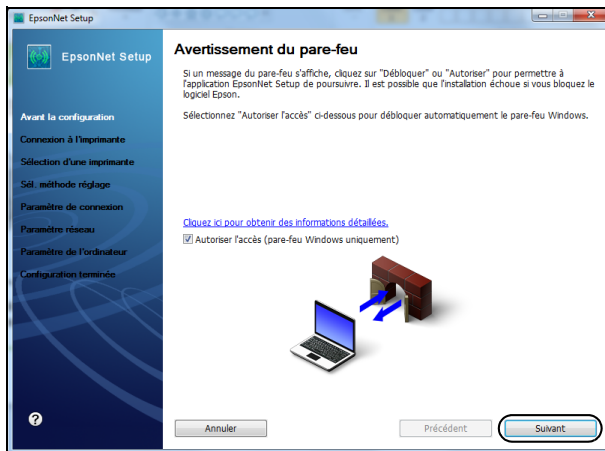 EpsonNet Setup
EpsonNet Setup
Avant la configuration
Connexion à l'imprimante
Sélection d'une imprimante
Sél. méthode réglage
Paramètre de connexion
Paramètre réseau
Paramètre de l'ordinateur
Configuration terminée
?
Avertissement du pare-feu
Si un message du pare-feu s'affiche, cliquez sur "Débloquer" ou "Autoriser" pour permettre à
l'application EpsonNet Setup de poursuivre. Il est possible que l'installation échoue si vous bloquez le
logiciel Epson.
Sélectionnez "Autoriser l'accès" ci-dessous pour débloquer automatiquement le pare-feu Windows.
Cliquez ici pour obtenir des informations détaillées.
Autoriser l'accès (pare-feu Windows uniquement)
Annuler
Précédent
Suivant